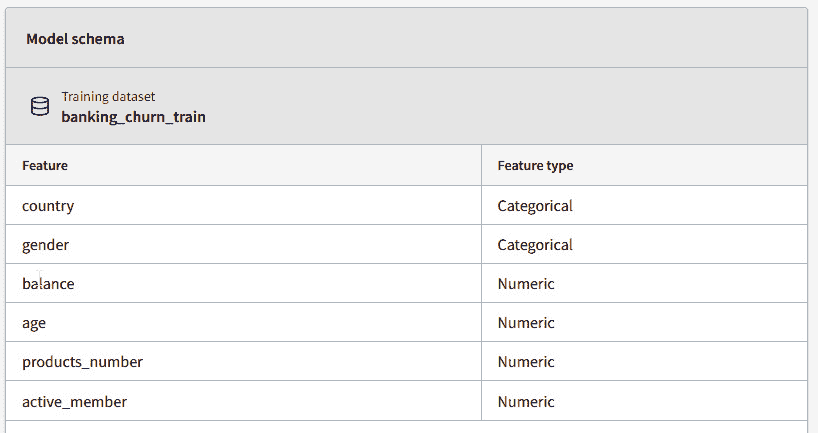 Model schema
Training dataset
banking_churn_train
Feature Feature type
country Categorical
gender Categorical
balance Numeric
age Numeric
products_number Numeric
active_member Numeric